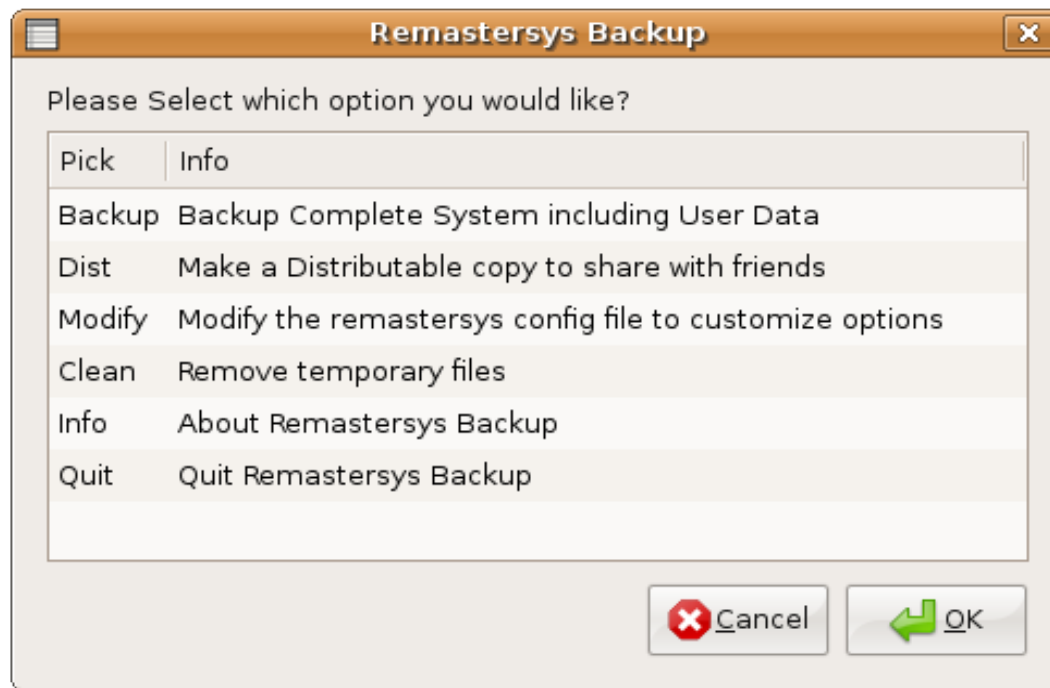 Remastersys Backup
Please Select which option you would like?
Pick Info
Backup Backup Complete System including User Data
Dist Make a Distributable copy to share with friends
Modify Modify the remastersys config file to customize options
Clean Remove temporary files
Info About Remastersys Backup
Quit Quit Remastersys Backup
Cancel OK